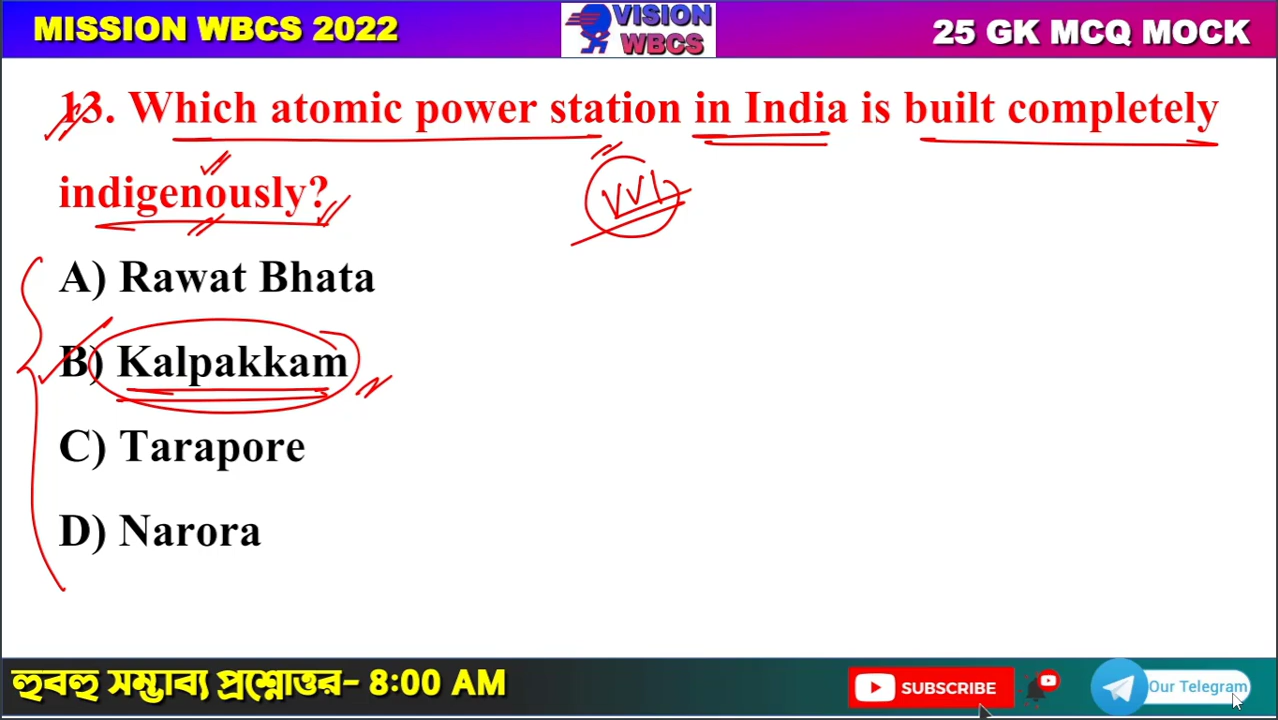 MISSION WBCS 2022
VISION
WBCS
25 GK MCQ MOCK
13. Which atomic power station in India is built completely
indigenously?
VVI
A) Rawat Bhata
B) Kalpakkam
C) Tarapore
D) Narora
হুবহু সম্ভাব্য প্রশ্নোত্তর- 8:00 AM
SUBSCRIBE
Our Telegram